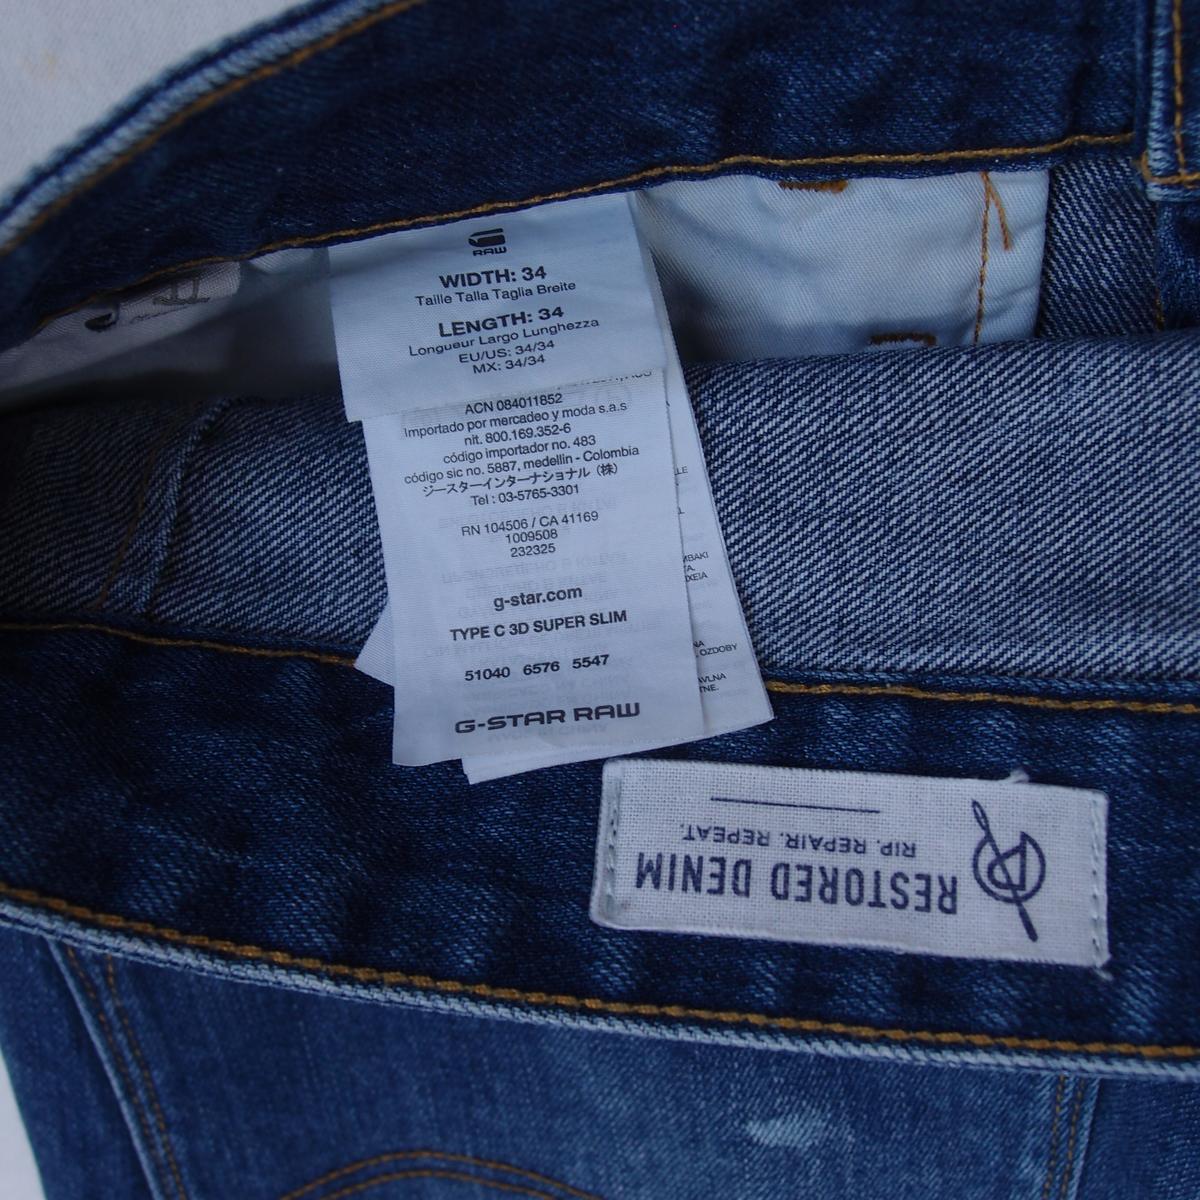 RAW
WIDTH: 34
Taille Talla Taglia Breite
LENGTH: 34
Longueur Largo Lunghezza
EU/US: 34/34
MX: 34/34
ACN 084011852
Importado por mercadeo y moda s.a.s
nit. 800.169.352-6
código importador no. 483
código sic no. 5887, medellin - Colombia
ジースターインターナショナル（株）
Tel : 03-5765-3301
RN 104506 / CA 41169
1009508
232325
g-star.com
TYPE C 3D SUPER SLIM
51040 6576 5547
G-STAR RAW
OZDOBY
RESTORED DENIM
RIP. REPAIR. REPEAT.